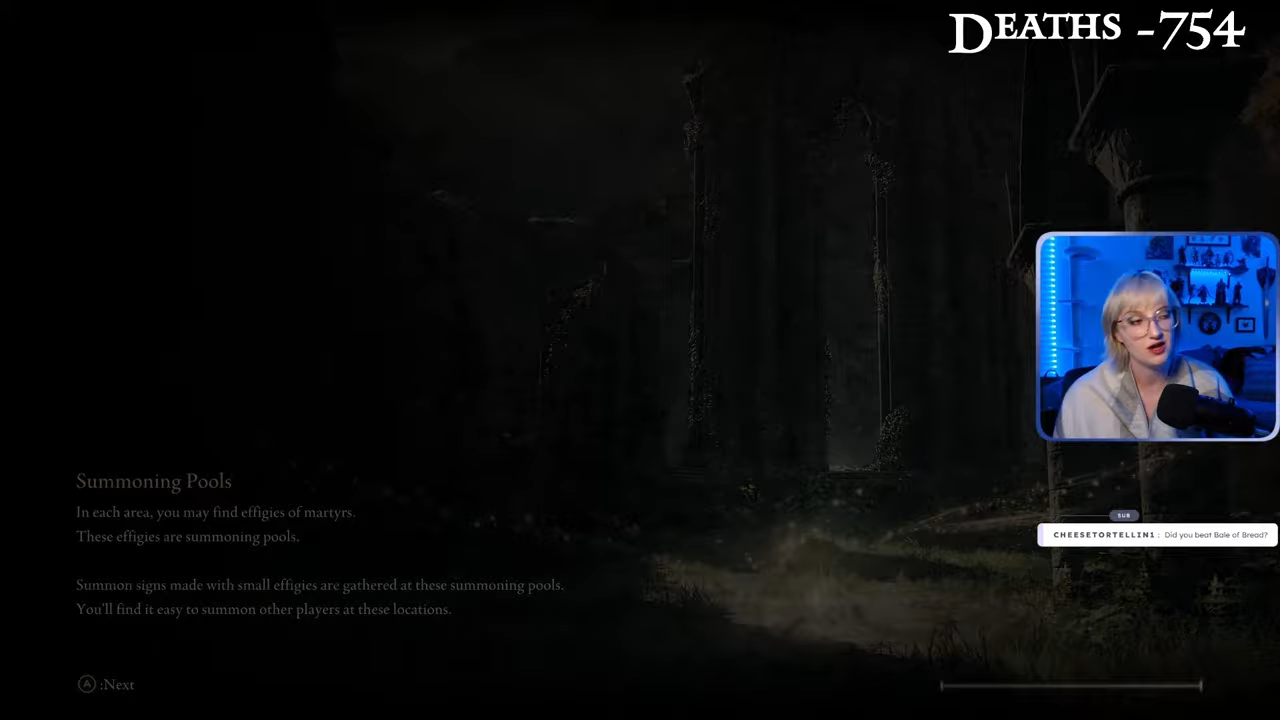 DEATHS -754
SUB
CHEESETORTELLIN1 : Did you beat Bale of Bread?
Summoning Pools
In each area, you may find effigies of martyrs.
These effigies are summoning pools.
Summon signs made with small effigies are gathered at these summoning pools.
You'll find it easy to summon other players at these locations.
A :Next